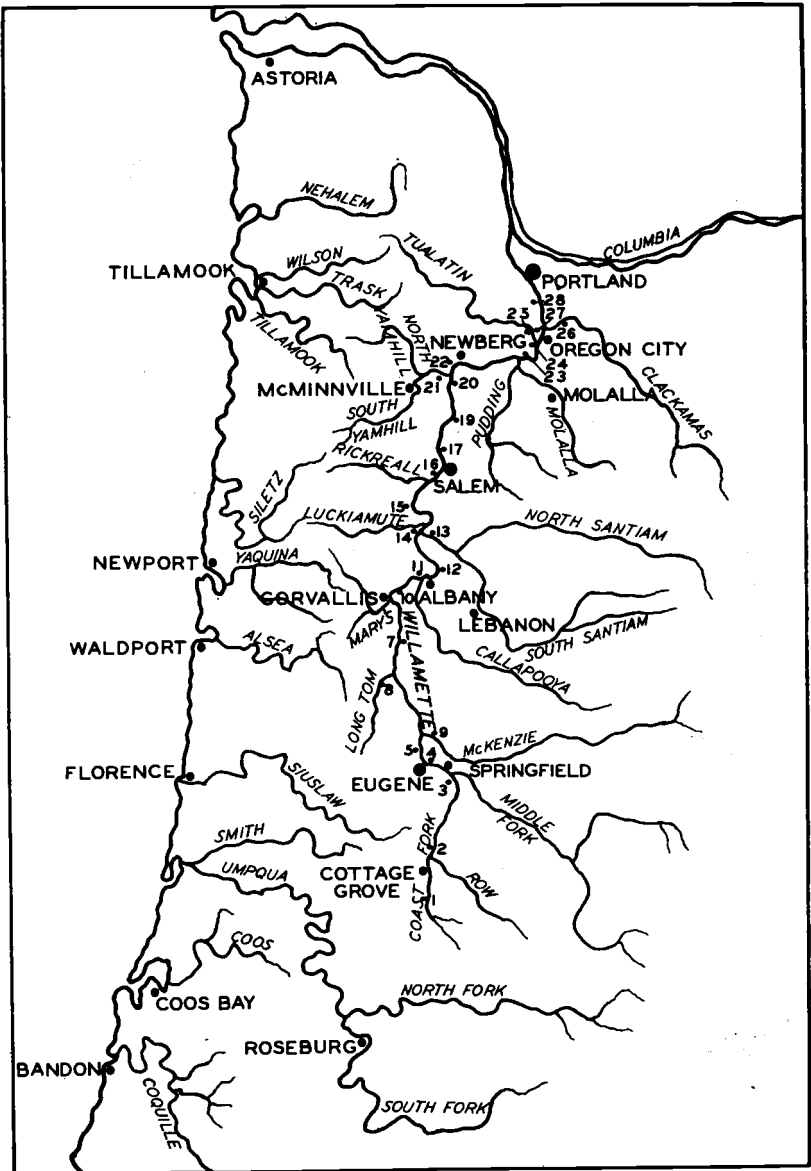 ASTORIA
NEHALEM
COLUMBIA
TUALATIN
WILSON
TILLAMOOK
TRASK
PORTLAND
28
TILLAMOOK
NORTH
YAMHILL
23
27
26
NEWBERG
OREGON CITY
22
24
23
21
20
McMINNVILLE
MOLALLA
CLACKAMAS
SOUTH
YAMHILL
19
PUDDING
MOLALLA
17
RICKREALL
16
SALEM
SILETZ
15
LUCKIAMUTE
14
13
NORTH SANTIAM
NEWPORT
YAQUINA
11
12
CORVALLIS
10
ALBANY
MARYS
LEBANON
WILLAMETTE
7
SOUTH SANTIAM
WALDPORT
ALSEA
CALLAPOOYA
LONG TOM
8
9
5
4
McKENZIE
FLORENCE
SPRINGFIELD
EUGENE
3
SIUSLAW
MIDDLE
FORK
SMITH
2
UMPQUA
COTTAGE
GROVE
COAST FORK
ROW
1
COOS
COOS BAY
NORTH FORK
ROSEBURG
BANDON
COQUILLE
SOUTH FORK